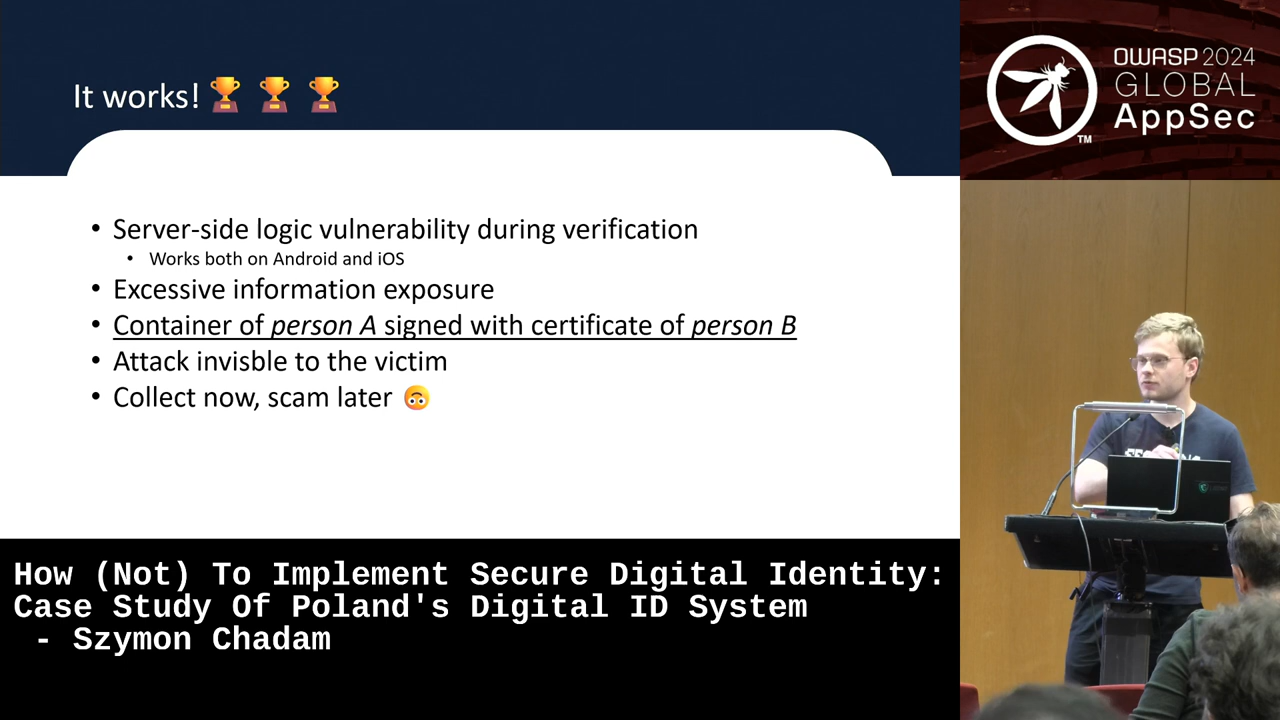 It works! 🏆 🏆 🏆
• Server-side logic vulnerability during verification
• Works both on Android and iOS
• Excessive information exposure
• Container of person A signed with certificate of person B
• Attack invisble to the victim
• Collect now, scam later 🙃
OWASP 2024
GLOBAL
AppSec
TM
How (Not) To Implement Secure Digital Identity:
Case Study Of Poland's Digital ID System
- Szymon Chadam